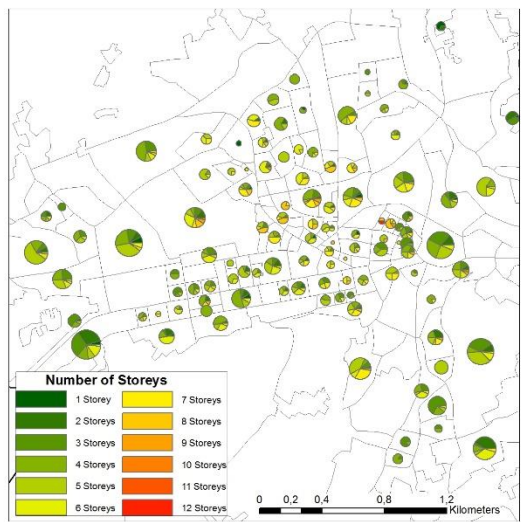 Number of Storeys
1 Storey
2 Storeys
3 Storeys
4 Storeys
5 Storeys
6 Storeys
7 Storeys
8 Storeys
9 Storeys
10 Storeys
11 Storeys
12 Storeys
0 0,2 0,4 0,8 1,2
Kilometers